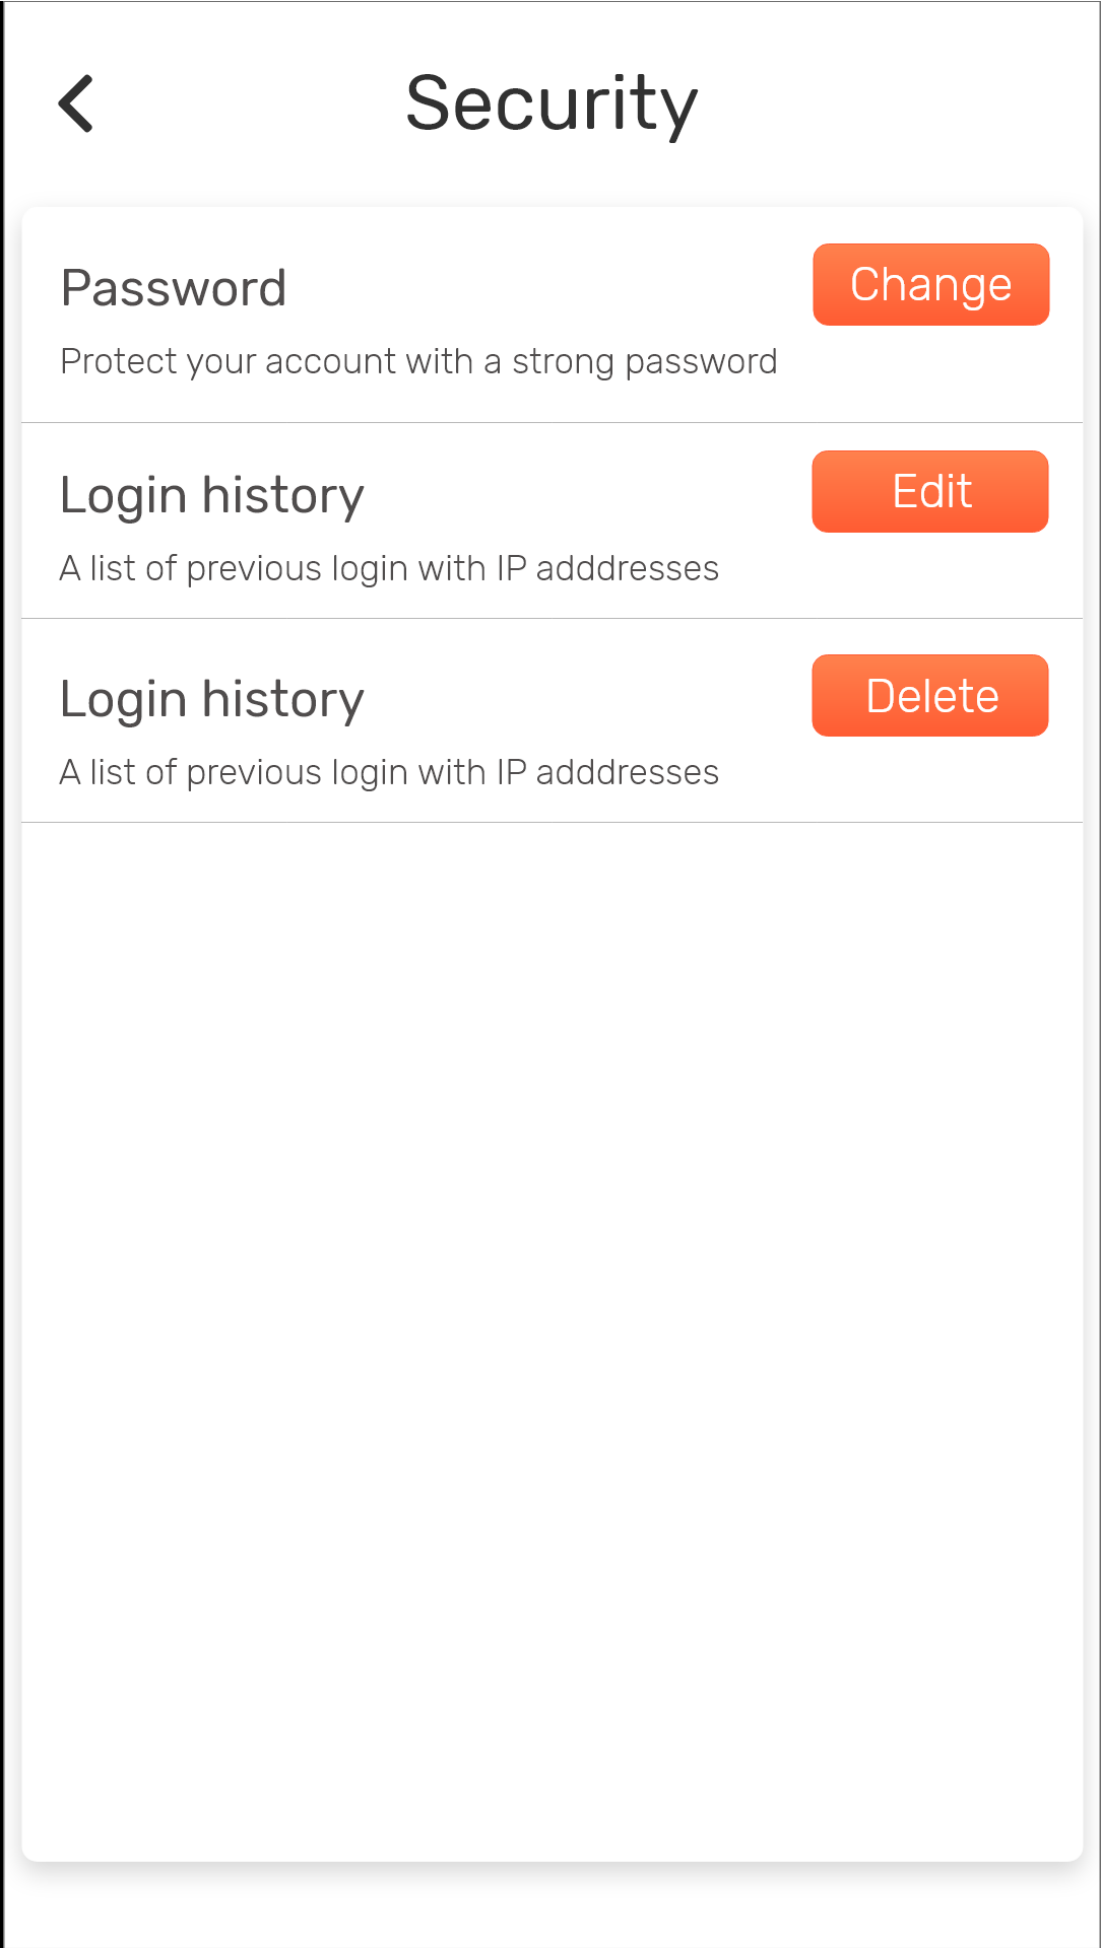 Security
Password
Change
Protect your account with a strong password
Login history
Edit
A list of previous login with IP adddresses
Login history
Delete
A list of previous login with IP adddresses